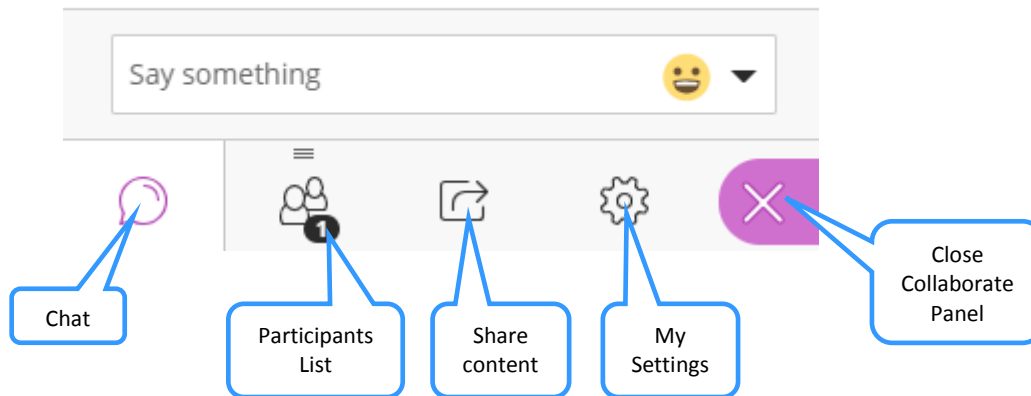 Say something
1
Chat
Participants
List
Share
content
My
Settings
Close
Collaborate
Panel